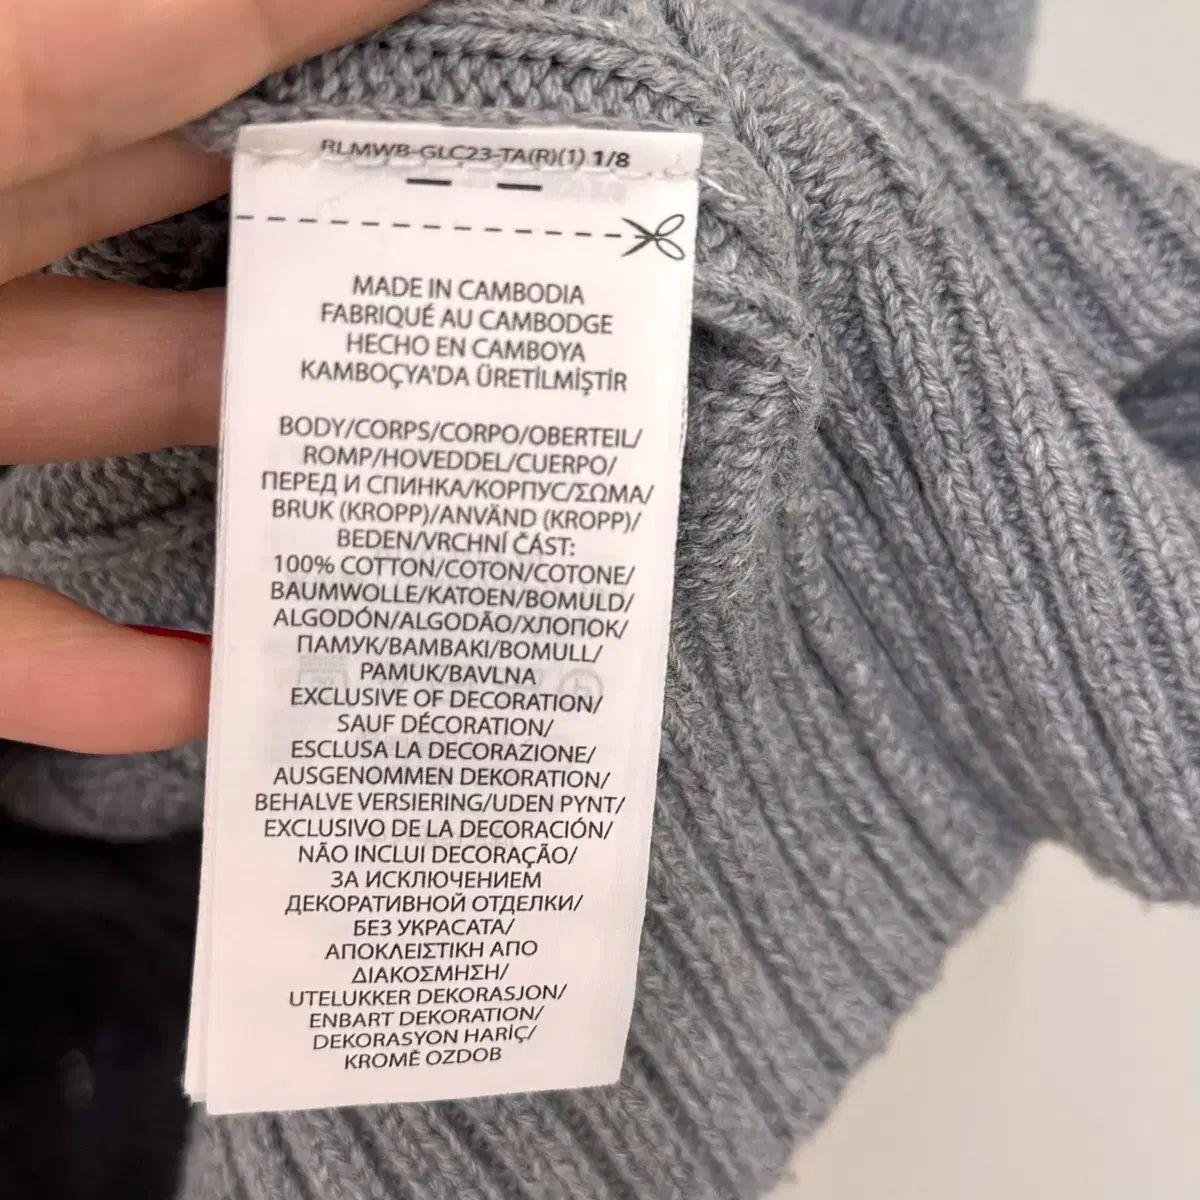 RLMWB-GLC23-TA(R)(1) 1/8
MADE IN CAMBODIA
FABRIQUÉ AU CAMBODGE
HECHO EN CAMBOYA
KAMBOÇYA'DA ÜRETİLMİŞTİR
BODY/CORPS/CORPO/OBERTEIL/
ROMP/HOVEDDEL/CUERPO/
ПЕРЕД И СПИНКА/КОРПУС/ΣΩΜΑ/
BRUK (KROPP)/ANVÄND (KROPP)/
BEDEN/VRCHNÍ ČÁST:
100% COTTON/COTON/COTONE/
BAUMWOLLE/KATOEN/BOMULD/
ALGODÓN/ALGODÃO/ХЛОПОК/
ПАМУК/ΒΑΜΒΑΚΙ/BOMULL/
PAMUK/BAVLNA
EXCLUSIVE OF DECORATION/
SAUF DÉCORATION/
ESCLUSA LA DECORAZIONE/
AUSGENOMMEN DEKORATION/
BEHALVE VERSIERING/UDEN PYNT/
EXCLUSIVO DE LA DECORACIÓN/
NÃO INCLUI DECORAÇÃO/
ЗА ИСКЛЮЧЕНИЕМ
ДЕКОРАТИВНОЙ ОТДЕЛКИ/
БЕЗ УКРАСАТА/
ΑΠΟΚΛΕΙΣΤΙΚΗ ΑΠΟ
ΔΙΑΚΟΣΜΗΣΗ/
UTELUKKER DEKORASJON/
ENBART DEKORATION/
DEKORASYON HARİÇ/
KROMĚ OZDOB